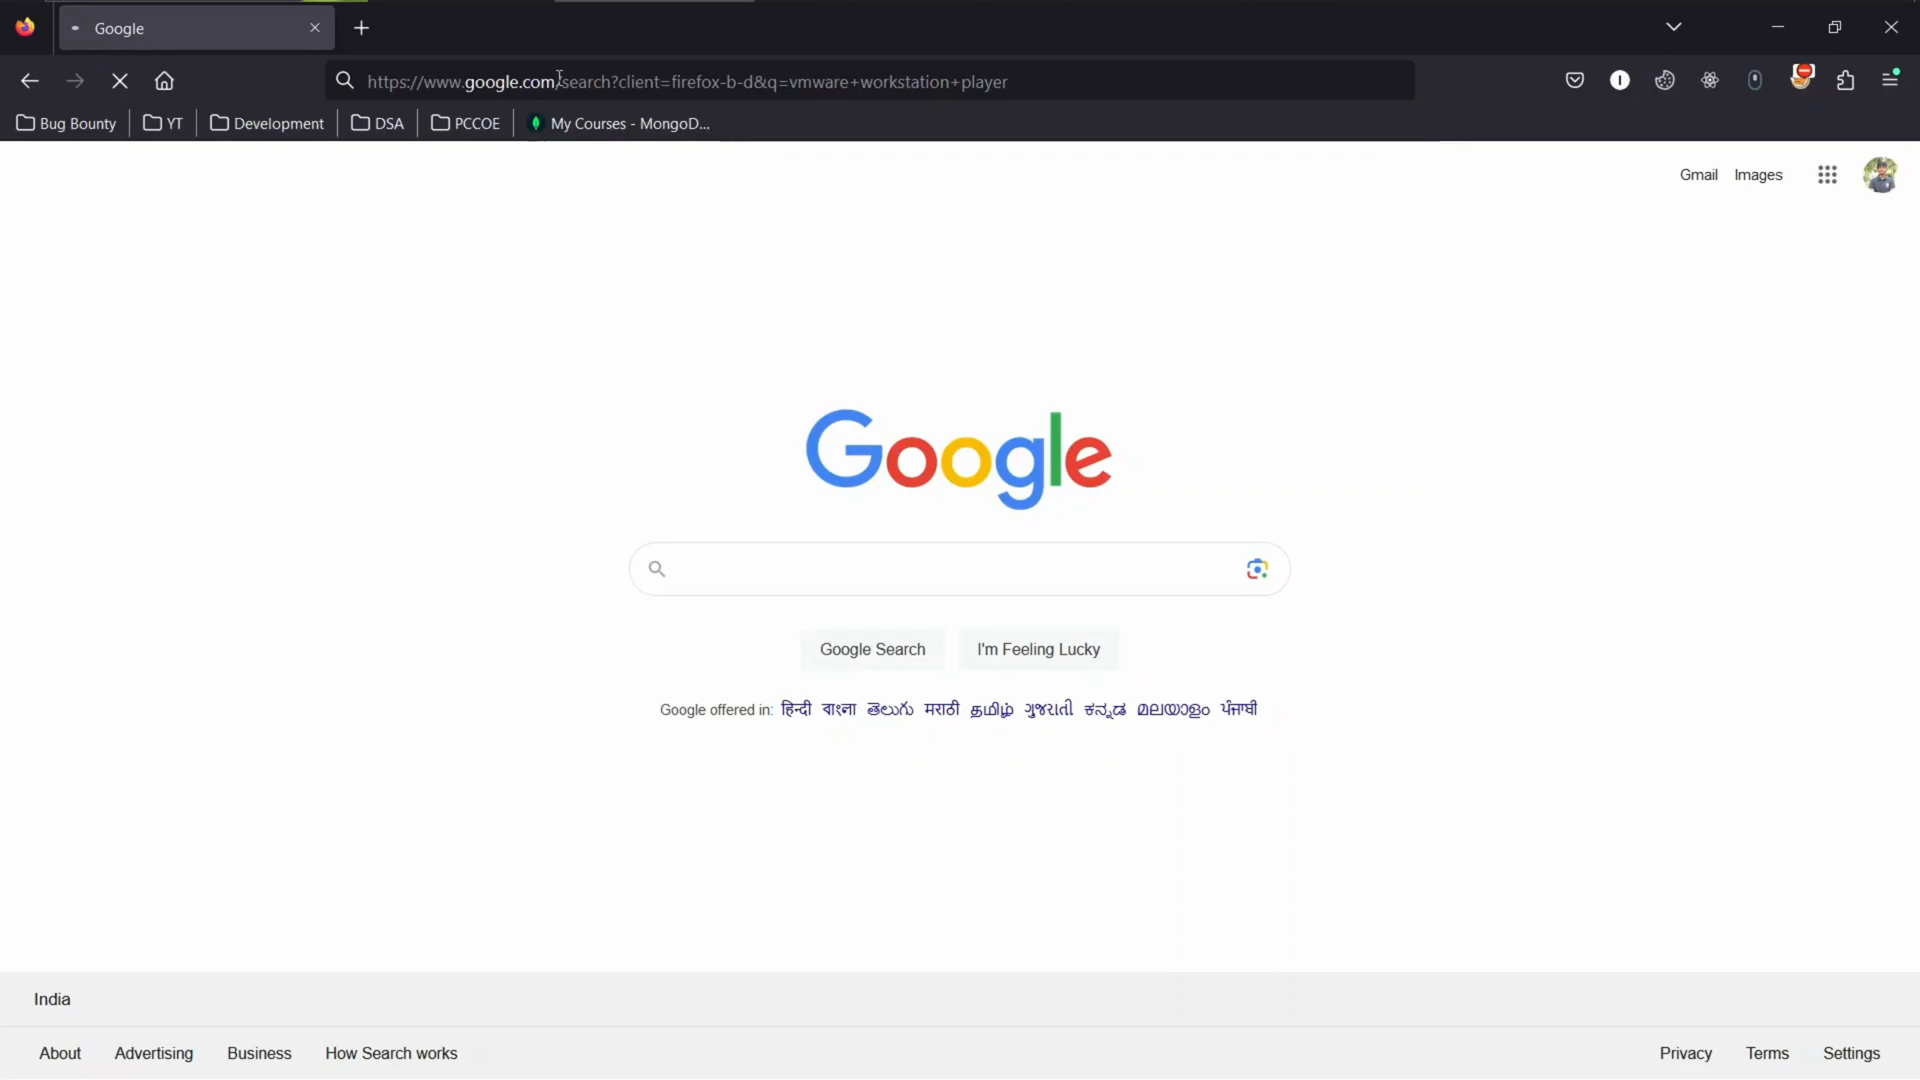 Google
https://www.google.com/search?client=firefox-b-d&q=vmware+workstation+player
Bug Bounty YT Development DSA PCCOE My Courses - MongoD...
Gmail Images
Google
Google Search I'm Feeling Lucky
Google offered in: हिन्दी বাংলা తెలుగు मराठी தமிழ் ગુજરાતી ಕನ್ನಡ മലയാളം ਪੰਜਾਬੀ
India
About Advertising Business How Search works Privacy Terms Settings